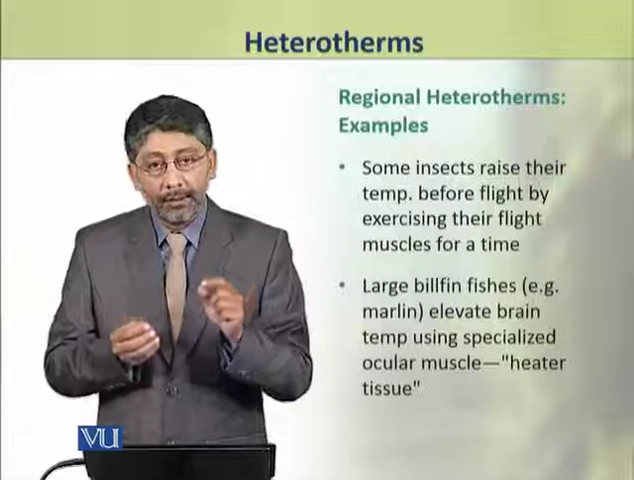 Heterotherms
Regional Heterotherms:
Examples
• Some insects raise their
temp. before flight by
exercising their flight
muscles for a time
• Large billfin fishes (e.g.
marlin) elevate brain
temp using specialized
ocular muscle—"heater
tissue"
VU